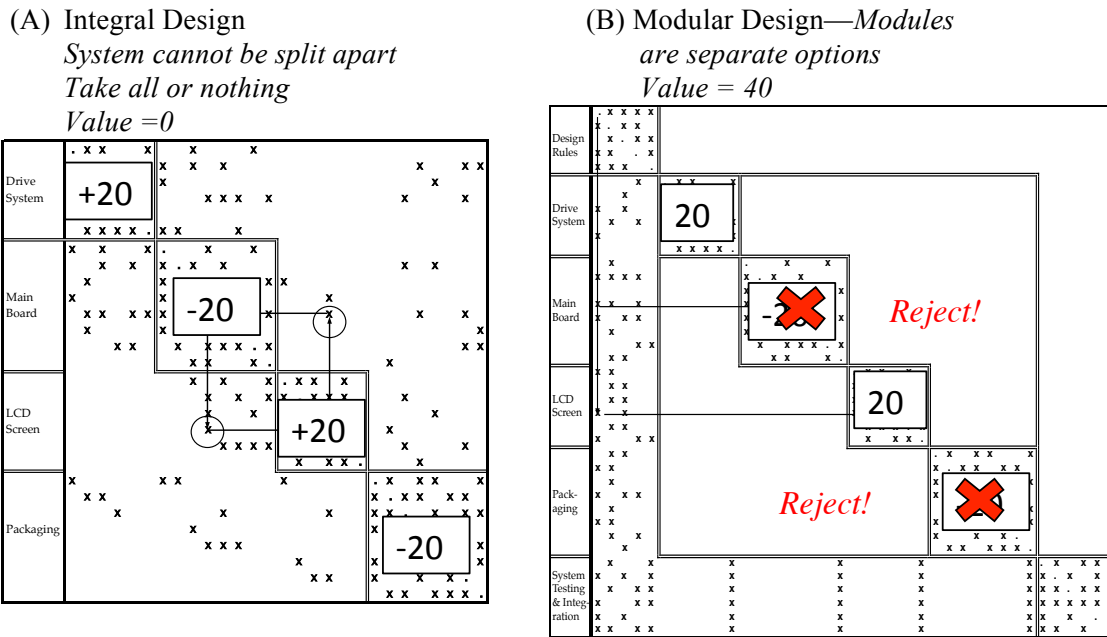 (A) Integral Design
System cannot be split apart
Take all or nothing
Value =0
Drive
System
+20
Main
Board
-20
LCD
Screen
+20
Packaging
-20
(B) Modular Design—Modules
are separate options
Value = 40
Design
Rules
Drive
System
20
Main
Board
Reject!
LCD
Screen
20
Pack-
aging
Reject!
System
Testing
& Integ-
ration